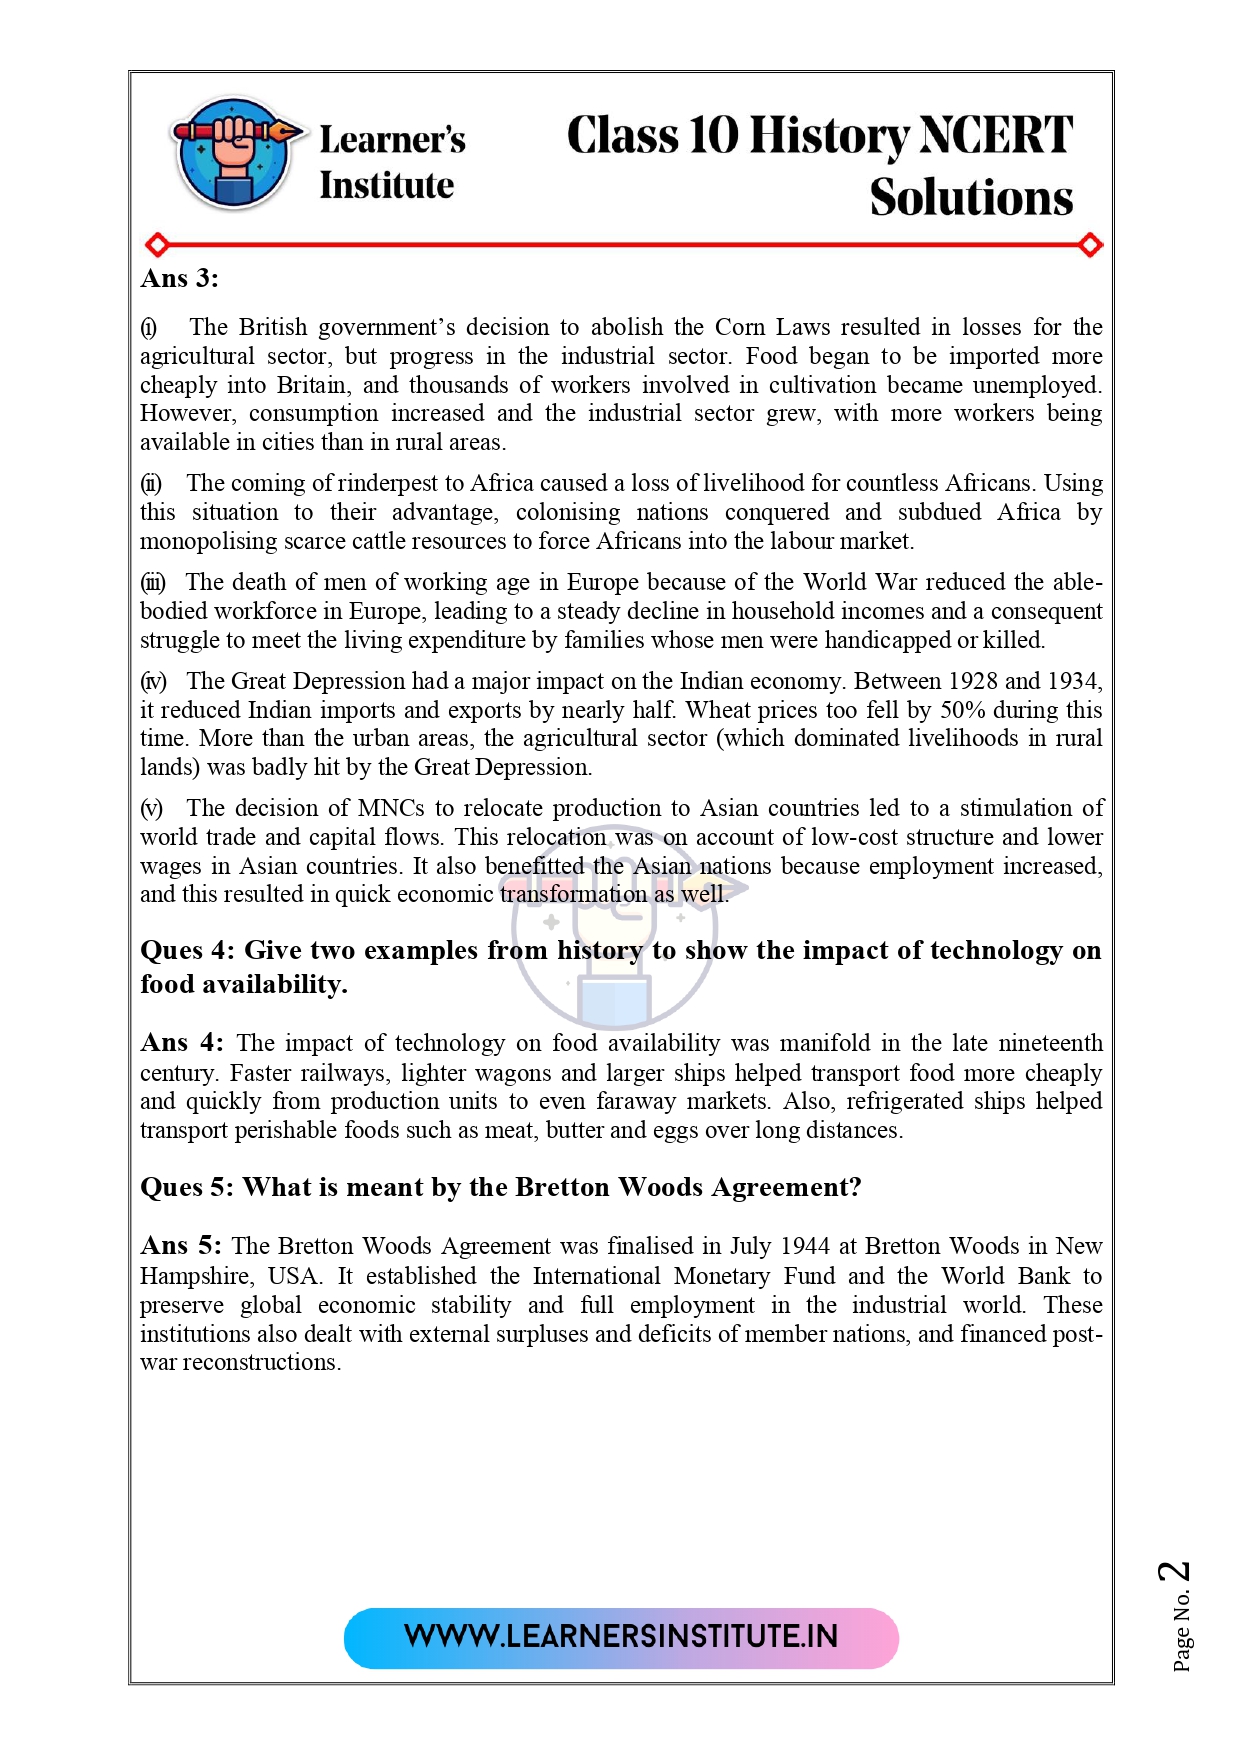 Learner's
Institute
Class 10 History NCERT
Solutions
Ans 3:
(i) The British government's decision to abolish the Corn Laws resulted in losses for the
agricultural sector, but progress in the industrial sector. Food began to be imported more
cheaply into Britain, and thousands of workers involved in cultivation became unemployed.
However, consumption increased and the industrial sector grew, with more workers being
available in cities than in rural areas.
(ii) The coming of rinderpest to Africa caused a loss of livelihood for countless Africans. Using
this situation to their advantage, colonising nations conquered and subdued Africa by
monopolising scarce cattle resources to force Africans into the labour market.
(iii) The death of men of working age in Europe because of the World War reduced the able-
bodied workforce in Europe, leading to a steady decline in household incomes and a consequent
struggle to meet the living expenditure by families whose men were handicapped or killed.
(iv) The Great Depression had a major impact on the Indian economy. Between 1928 and 1934,
it reduced Indian imports and exports by nearly half. Wheat prices too fell by 50% during this
time. More than the urban areas, the agricultural sector (which dominated livelihoods in rural
lands) was badly hit by the Great Depression.
(v) The decision of MNCs to relocate production to Asian countries led to a stimulation of
world trade and capital flows. This relocation was on account of low-cost structure and lower
wages in Asian countries. It also benefitted the Asian nations because employment increased,
and this resulted in quick economic transformation as well.
Ques 4: Give two examples from history to show the impact of technology on
food availability.
Ans 4: The impact of technology on food availability was manifold in the late nineteenth
century. Faster railways, lighter wagons and larger ships helped transport food more cheaply
and quickly from production units to even faraway markets. Also, refrigerated ships helped
transport perishable foods such as meat, butter and eggs over long distances.
Ques 5: What is meant by the Bretton Woods Agreement?
Ans 5: The Bretton Woods Agreement was finalised in July 1944 at Bretton Woods in New
Hampshire, USA. It established the International Monetary Fund and the World Bank to
preserve global economic stability and full employment in the industrial world. These
institutions also dealt with external surpluses and deficits of member nations, and financed post-
war reconstructions.
WWW.LEARNERSINSTITUTE.IN
Page No. 2